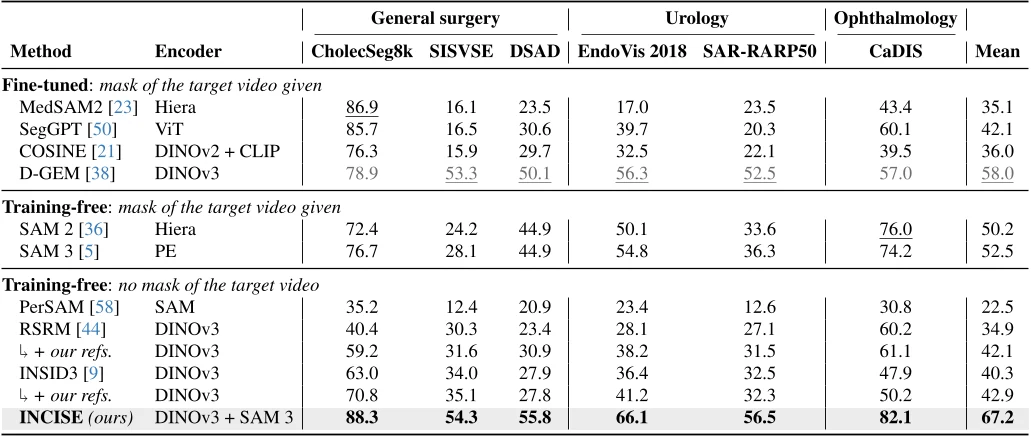 General surgery Urology Ophthalmology
Method Encoder CholecSeg8k SISVSE DSAD EndoVis 2018 SAR-RARP50 CaDIS Mean
Fine-tuned: mask of the target video given
MedSAM2 [23] Hiera 86.9 16.1 23.5 17.0 23.5 43.4 35.1
SegGPT [50] ViT 85.7 16.5 30.6 39.7 20.3 60.1 42.1
COSINE [21] DINOv2 + CLIP 76.3 15.9 29.7 32.5 22.1 39.5 36.0
D-GEM [38] DINOv3 78.9 53.3 50.1 56.3 52.5 57.0 58.0
Training-free: mask of the target video given
SAM 2 [36] Hiera 72.4 24.2 44.9 50.1 33.6 76.0 50.2
SAM 3 [5] PE 76.7 28.1 44.9 54.8 36.3 74.2 52.5
Training-free: no mask of the target video
PerSAM [58] SAM 35.2 12.4 20.9 23.4 12.6 30.8 22.5
RSRM [44] DINOv3 40.4 30.3 23.4 28.1 27.1 60.2 34.9
↳ + our refs. DINOv3 59.2 31.6 30.9 38.2 31.5 61.1 42.1
INSID3 [9] DINOv3 63.0 34.0 27.9 36.4 32.5 47.9 40.3
↳ + our refs. DINOv3 70.8 35.1 27.8 41.2 32.3 50.2 42.9
INCISE (ours) DINOv3 + SAM 3 88.3 54.3 55.8 66.1 56.5 82.1 67.2